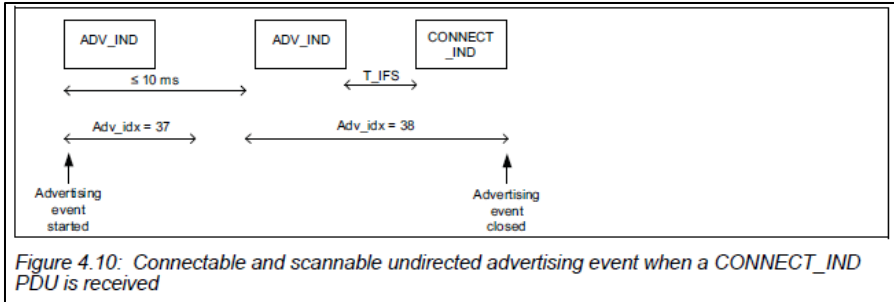 ADV_IND ADV_IND CONNECT
_IND
≤ 10 ms T_IFS
Adv_idx = 37 Adv_idx = 38
Advertising
event
started
Advertising
event
closed
Figure 4.10: Connectable and scannable undirected advertising event when a CONNECT_IND
PDU is received